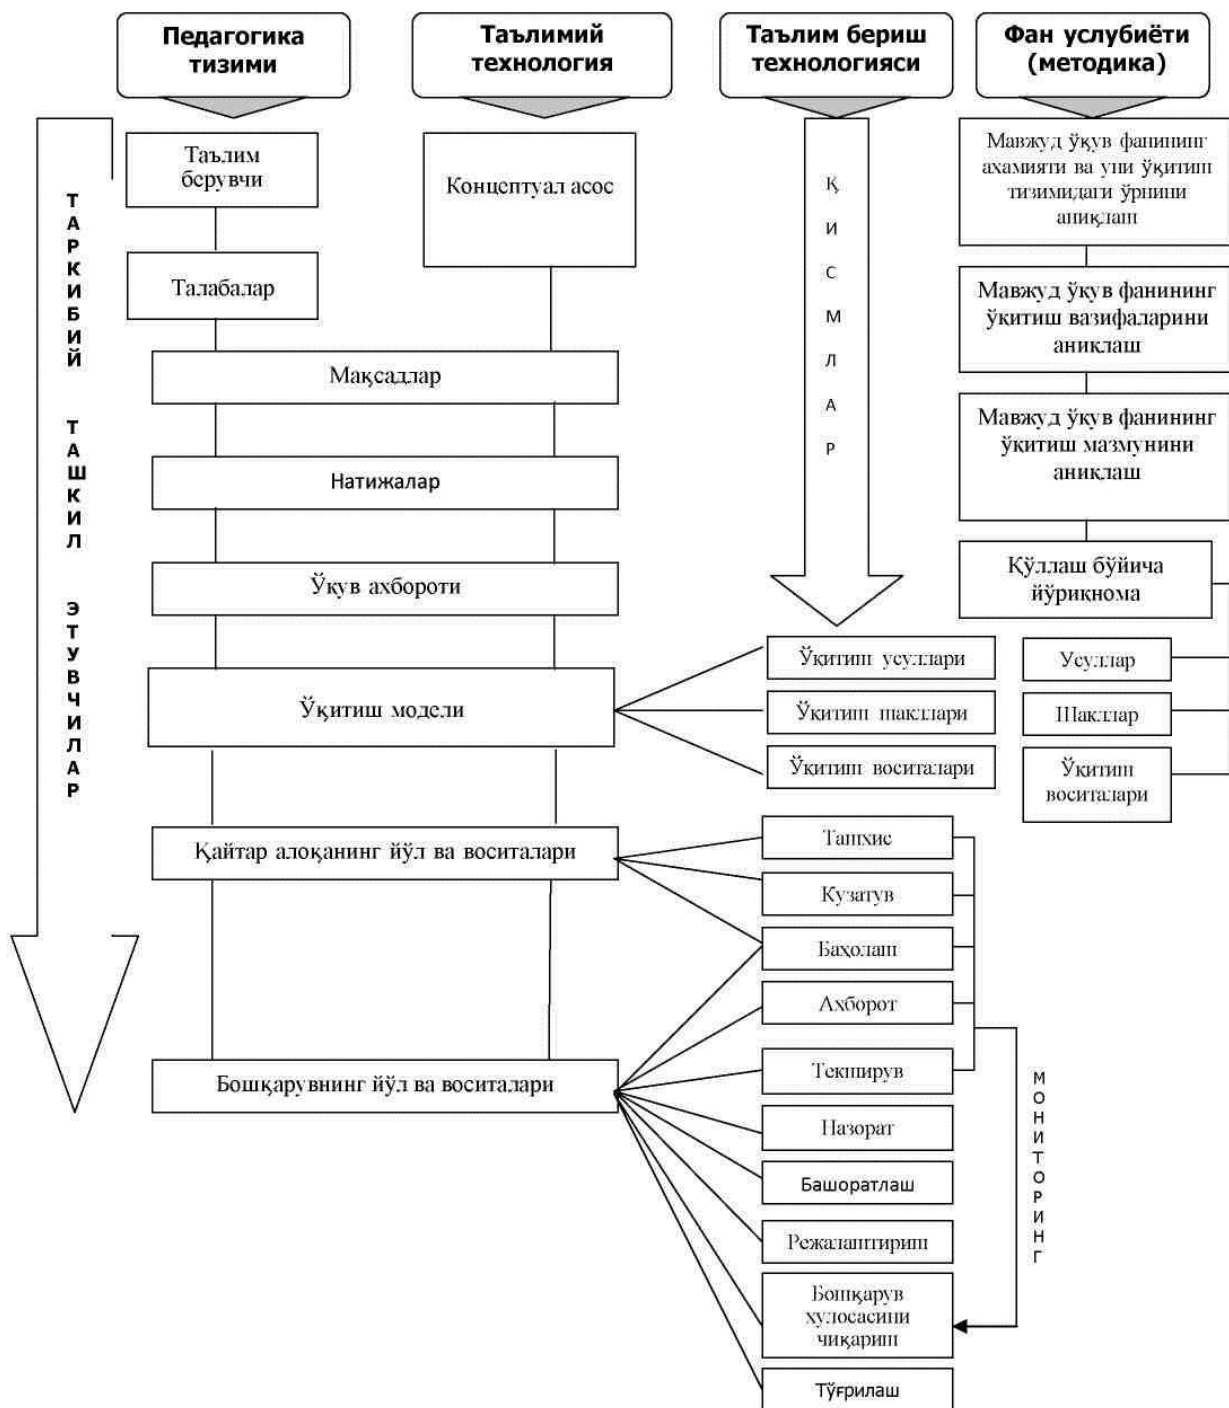 Педагогика
тизими
Таълимий
технология
Таълим бериш
технологияси
Фан услубиёти
(методика)
ТАРКИБИЙ ТАШКИЛ ЭТУВЧИЛАР
Таълим
берувчи
Талабалар
Концептуал асос
Мақсадлар
Натижалар
Ўқув ахбороти
Ўқитиш модели
Қайтар алоқанинг йўл ва воситалари
Бошқарувнинг йўл ва воситалари
ҚИСМЛАР
Ўқитиш усуллари
Ўқитиш шакллари
Ўқитиш воситалари
Мавжуд ўқув фанининг
ахамияти ва уни ўқитиш
тизимидаги ўрнини
аниқлаш
Мавжуд ўқув фанининг
ўқитиш вазифаларини
аниқлаш
Мавжуд ўқув фанининг
ўқитиш мазмунини
аниқлаш
Қўллаш бўйича
йўриқнома
Усуллар
Шакллар
Ўқитиш
воситалари
Ташхис
Кузатув
Баҳолаш
Ахборот
Текширув
Назорат
Башоратлаш
Режалаштириш
Бошқарув
хулосасини
чиқариш
Тўғрилаш
МОНИТОРИНГ